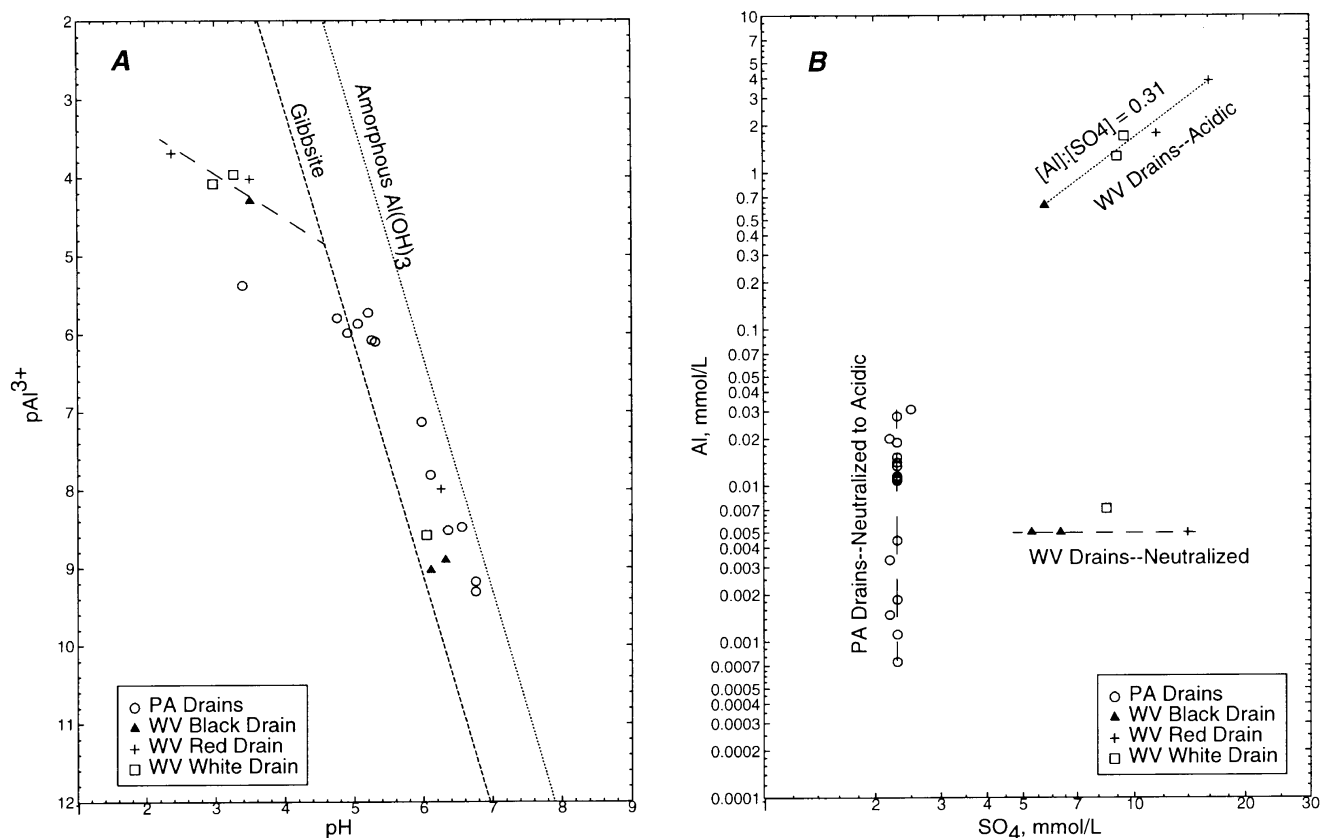 A
2
3
4
5
6
7
8
9
10
11
12
pAl3+
Gibbsite
Amorphous Al(OH)3
PA Drains
WV Black Drain
WV Red Drain
WV White Drain
1
2
3
4
5
6
7
8
9
pH
B
10
5
4
3
2
1
0.7
0.5
0.4
0.3
0.2
0.1
0.07
0.05
0.04
0.03
0.02
0.01
0.007
0.005
0.004
0.003
0.002
0.001
0.0007
0.0005
0.0003
0.0002
0.0001
Al, mmol/L
[Al]:[SO4] = 0.31
WV Drains--Acidic
PA Drains--Neutralized to Acidic
WV Drains--Neutralized
PA Drains
WV Black Drain
WV Red Drain
WV White Drain
1
2
3
4
5
7
10
20
30
SO4, mmol/L